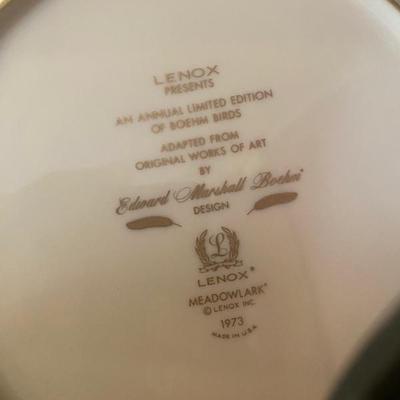 LENOX
PRESENTS
AN ANNUAL LIMITED EDITION
OF BOEHM BIRDS
ADAPTED FROM
ORIGINAL WORKS OF ART
BY
Edward Marshall Boehm
DESIGN
L
LENOX®
MEADOWLARK
© LENOX INC.
1973
MADE IN U.S.A.